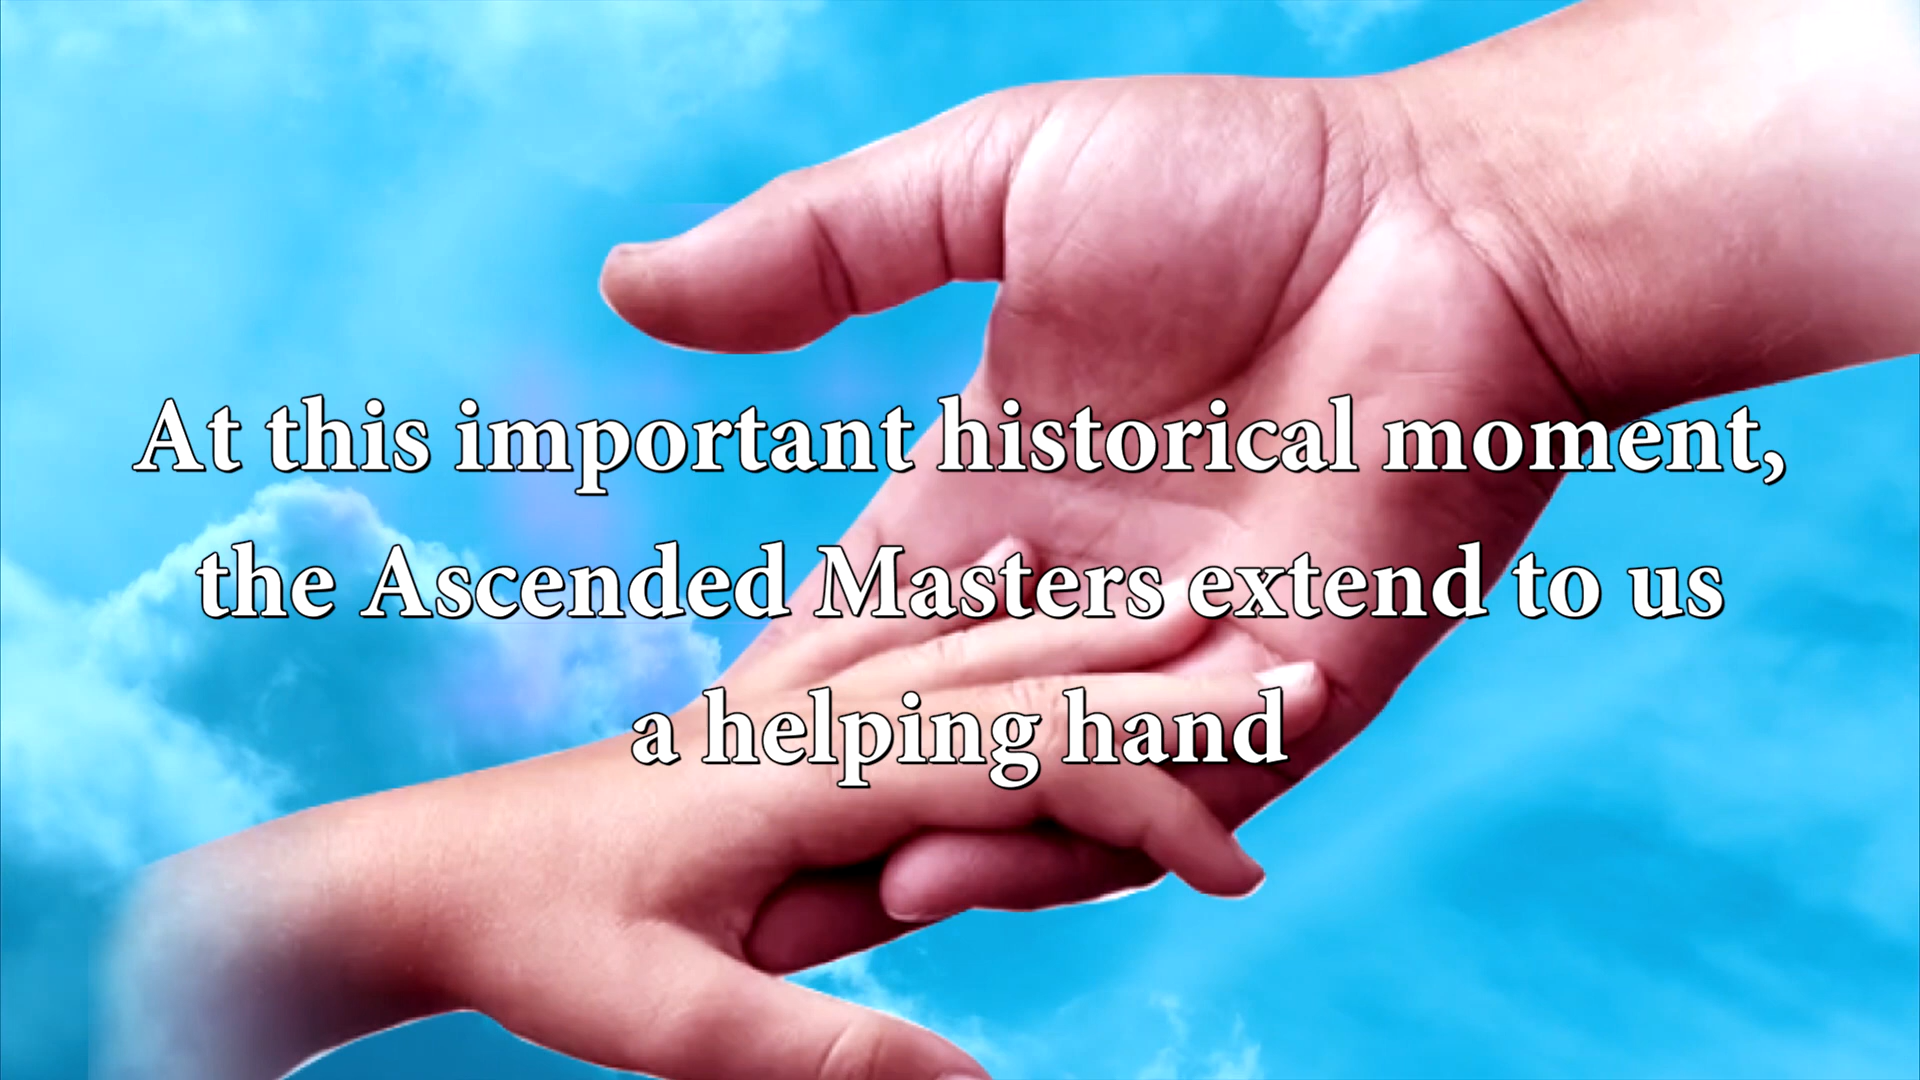 At this important historical moment,
the Ascended Masters extend to us
a helping hand